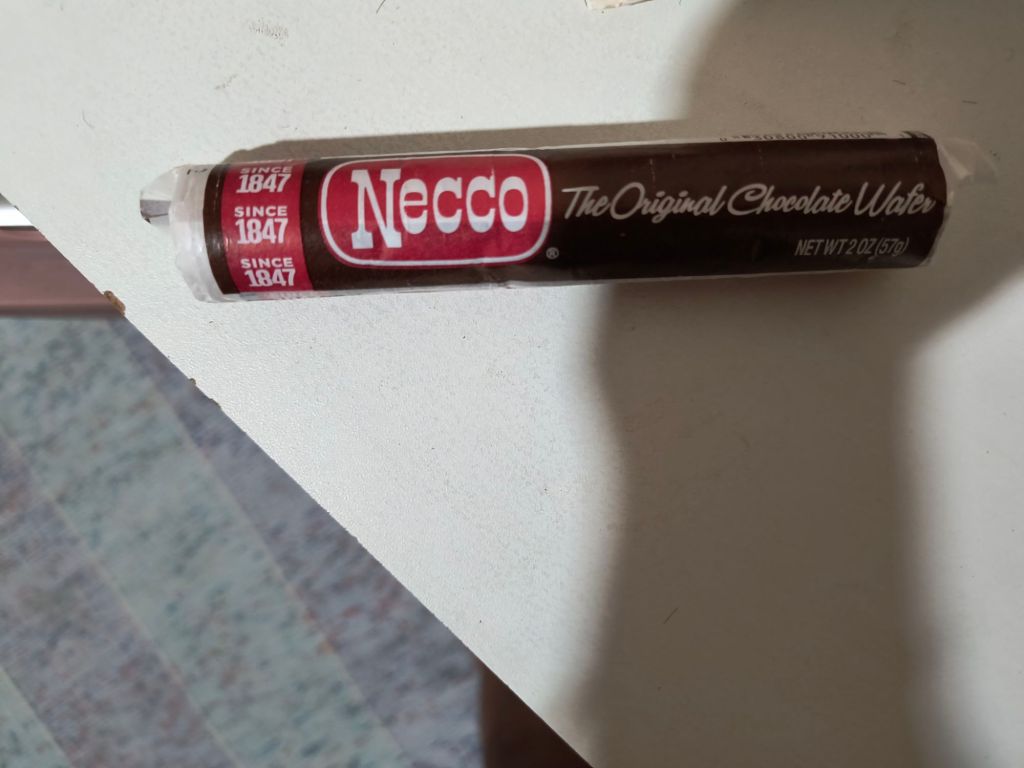 SINCE
1847
SINCE
1847
SINCE
1847
Necco
®
The Original Chocolate Wafer
NET WT 2 OZ (57g)